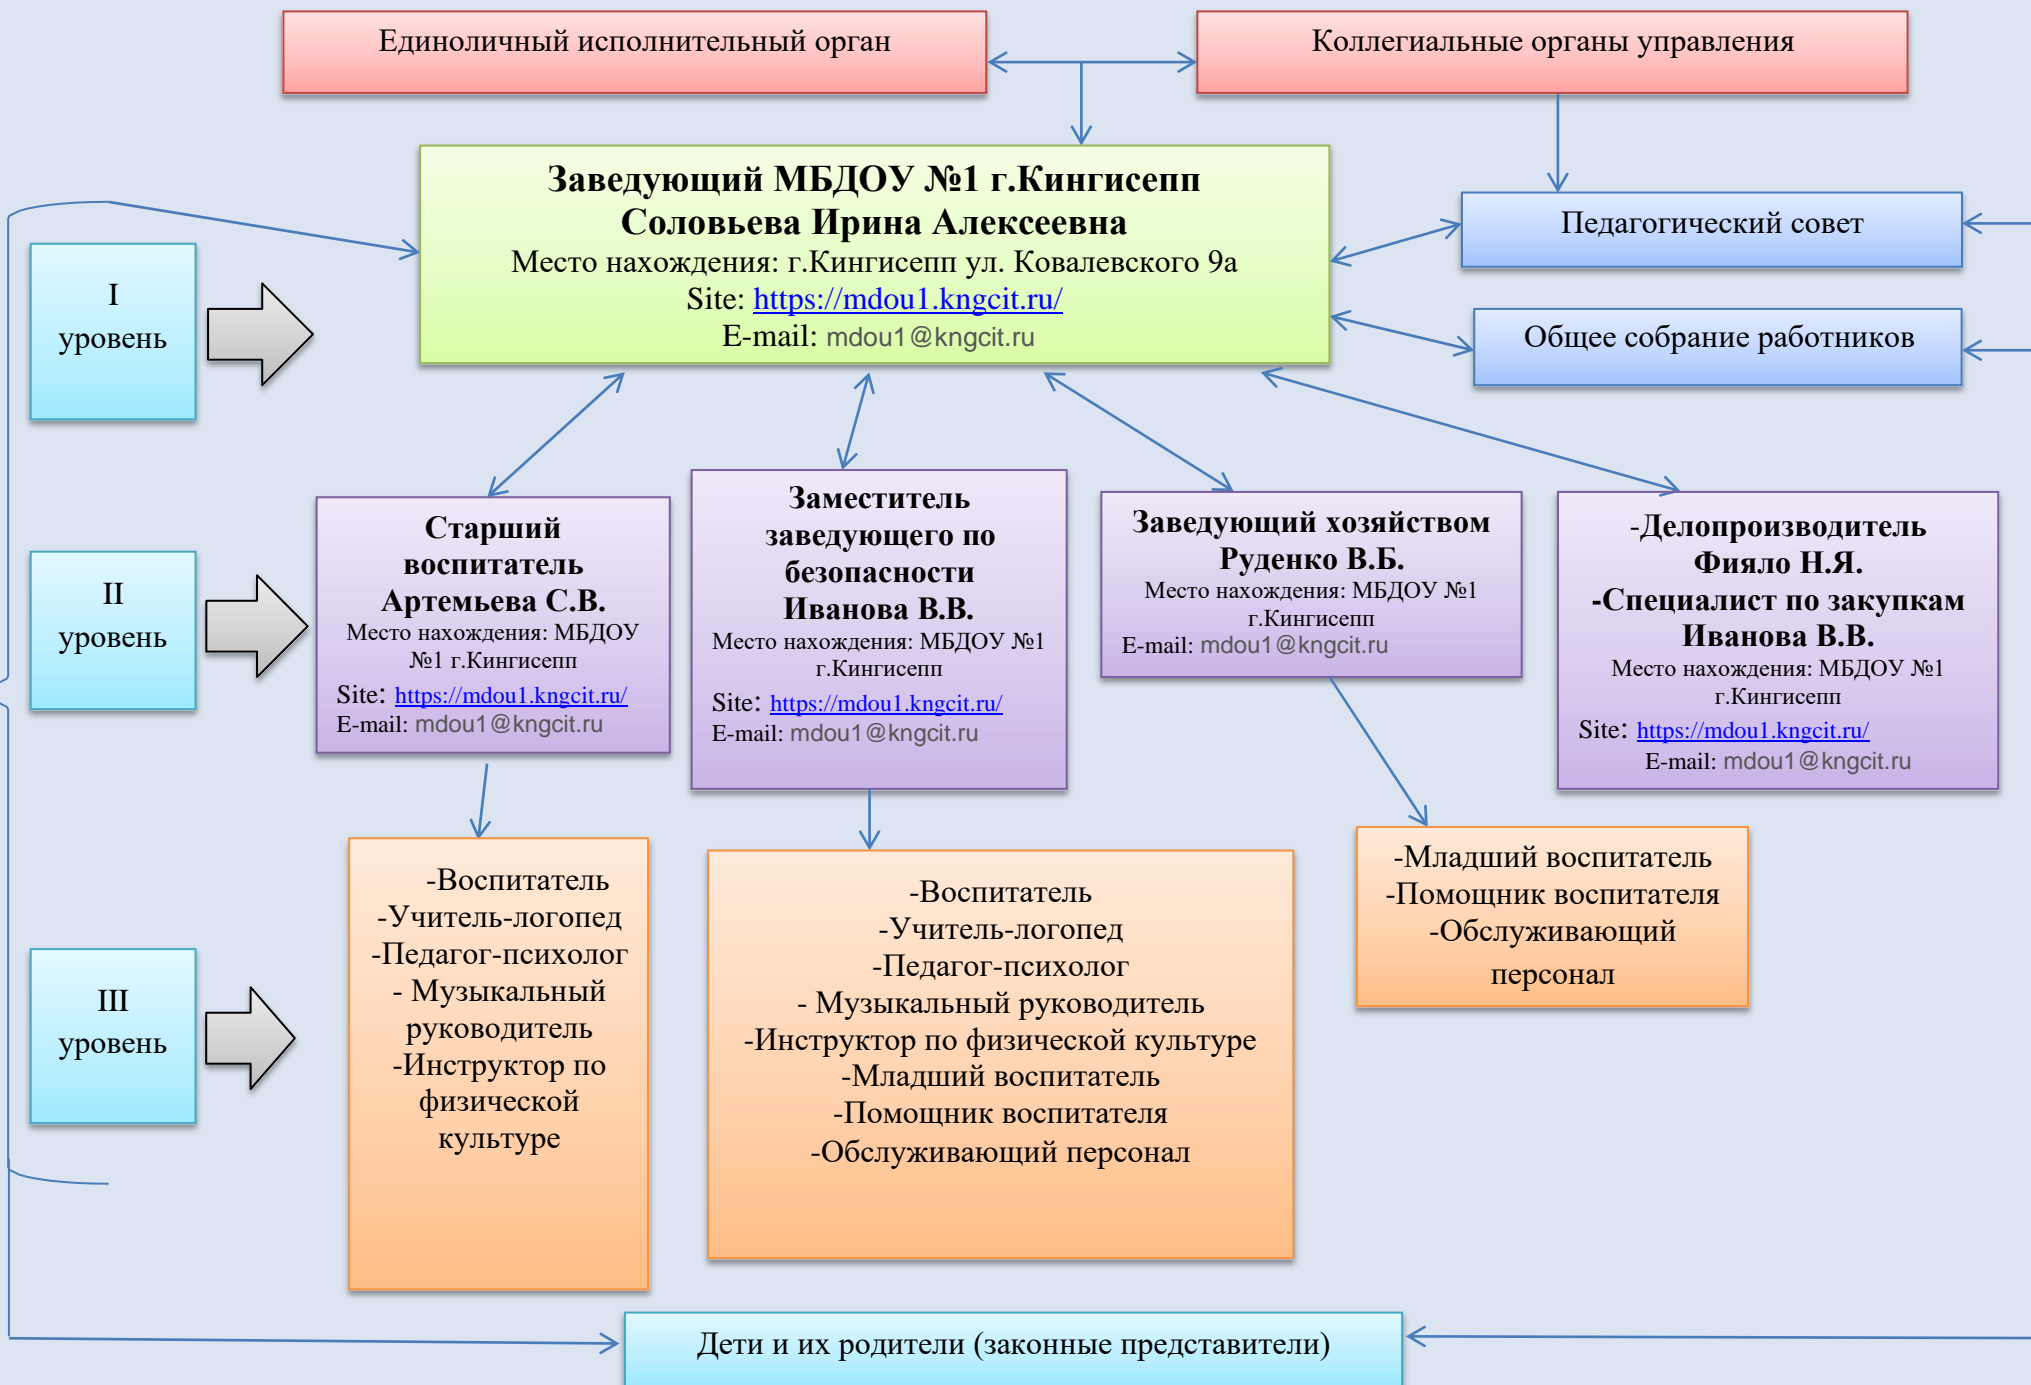 Единоличный исполнительный орган
Коллегиальные органы управления
Заведующий МБДОУ №1 г.Кингисепп
Соловьева Ирина Алексеевна
Место нахождения: г.Кингисепп ул. Ковалевского 9а
Site: https://mdou1.kngcit.ru/
E-mail: mdou1@kngcit.ru
Педагогический совет
Общее собрание работников
I
уровень
II
уровень
Старший
воспитатель
Артемьева С.В.
Место нахождения: МБДОУ
№1 г.Кингисепп
Site: https://mdou1.kngcit.ru/
E-mail: mdou1@kngcit.ru
Заместитель
заведующего по
безопасности
Иванова В.В.
Место нахождения: МБДОУ №1
г.Кингисепп
Site: https://mdou1.kngcit.ru/
E-mail: mdou1@kngcit.ru
Заведующий хозяйством
Руденко В.Б.
Место нахождения: МБДОУ №1
г.Кингисепп
E-mail: mdou1@kngcit.ru
-Делопроизводитель
Фияло Н.Я.
-Специалист по закупкам
Иванова В.В.
Место нахождения: МБДОУ №1
г.Кингисепп
Site: https://mdou1.kngcit.ru/
E-mail: mdou1@kngcit.ru
III
уровень
-Воспитатель
-Учитель-логопед
-Педагог-психолог
- Музыкальный
руководитель
-Инструктор по
физической
культуре
-Воспитатель
-Учитель-логопед
-Педагог-психолог
- Музыкальный руководитель
-Инструктор по физической культуре
-Младший воспитатель
-Помощник воспитателя
-Обслуживающий персонал
-Младший воспитатель
-Помощник воспитателя
-Обслуживающий
персонал
Дети и их родители (законные представители)